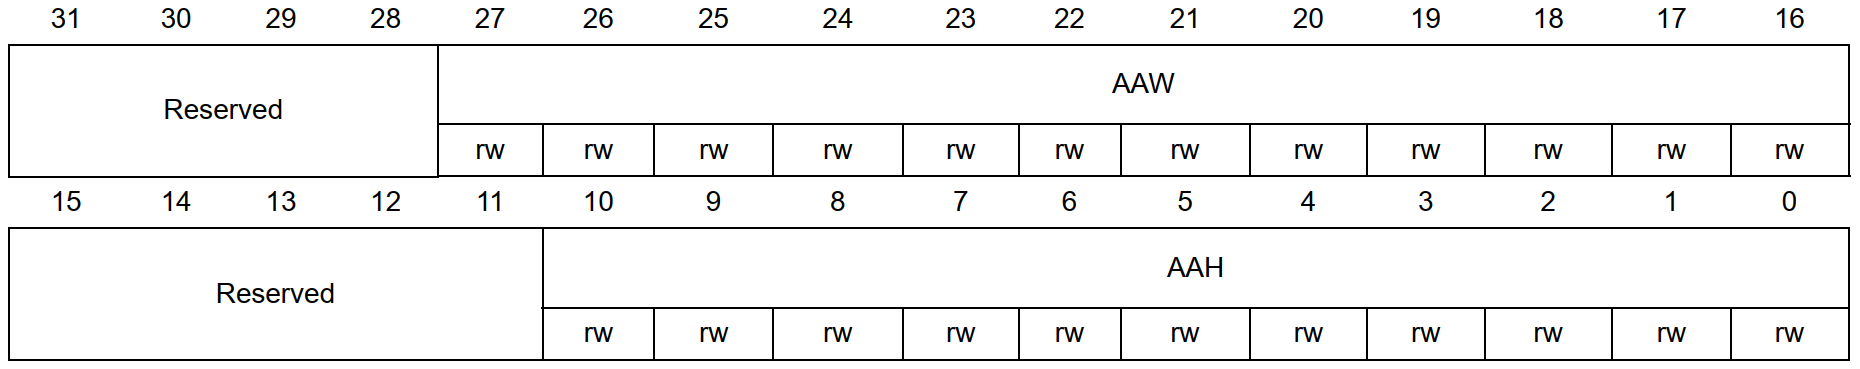 31 30 29 28 27 26 25 24 23 22 21 20 19 18 17 16
Reserved AAW
rw rw rw rw rw rw rw rw rw rw rw rw
15 14 13 12 11 10 9 8 7 6 5 4 3 2 1 0
Reserved AAH
rw rw rw rw rw rw rw rw rw rw rw